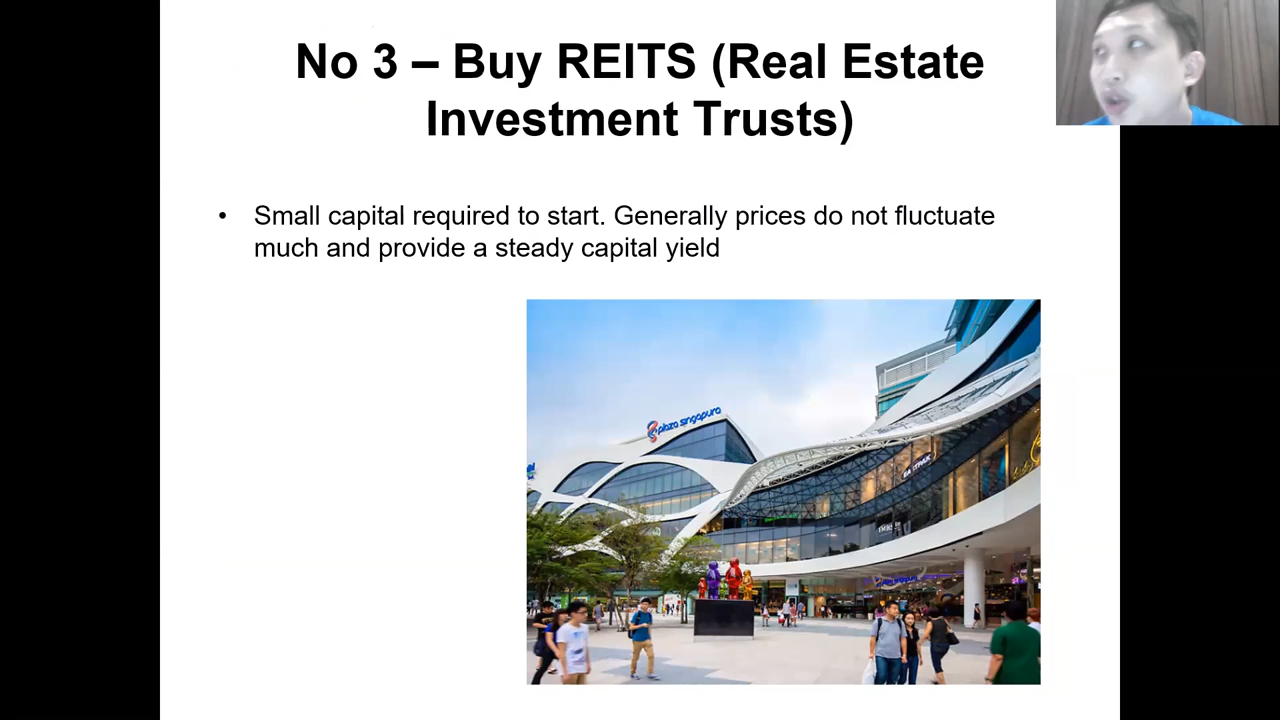 No 3 – Buy REITS (Real Estate
Investment Trusts)
• Small capital required to start. Generally prices do not fluctuate
much and provide a steady capital yield
plaza singapura